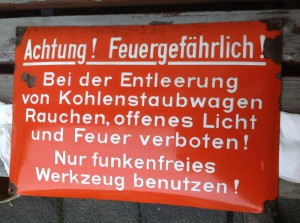 Achtung! Feuergefährlich!
Bei der Entleerung
von Kohlenstaubwagen
Rauchen, offenes Licht
und Feuer verboten!
Nur funkenfreies
Werkzeug benutzen!